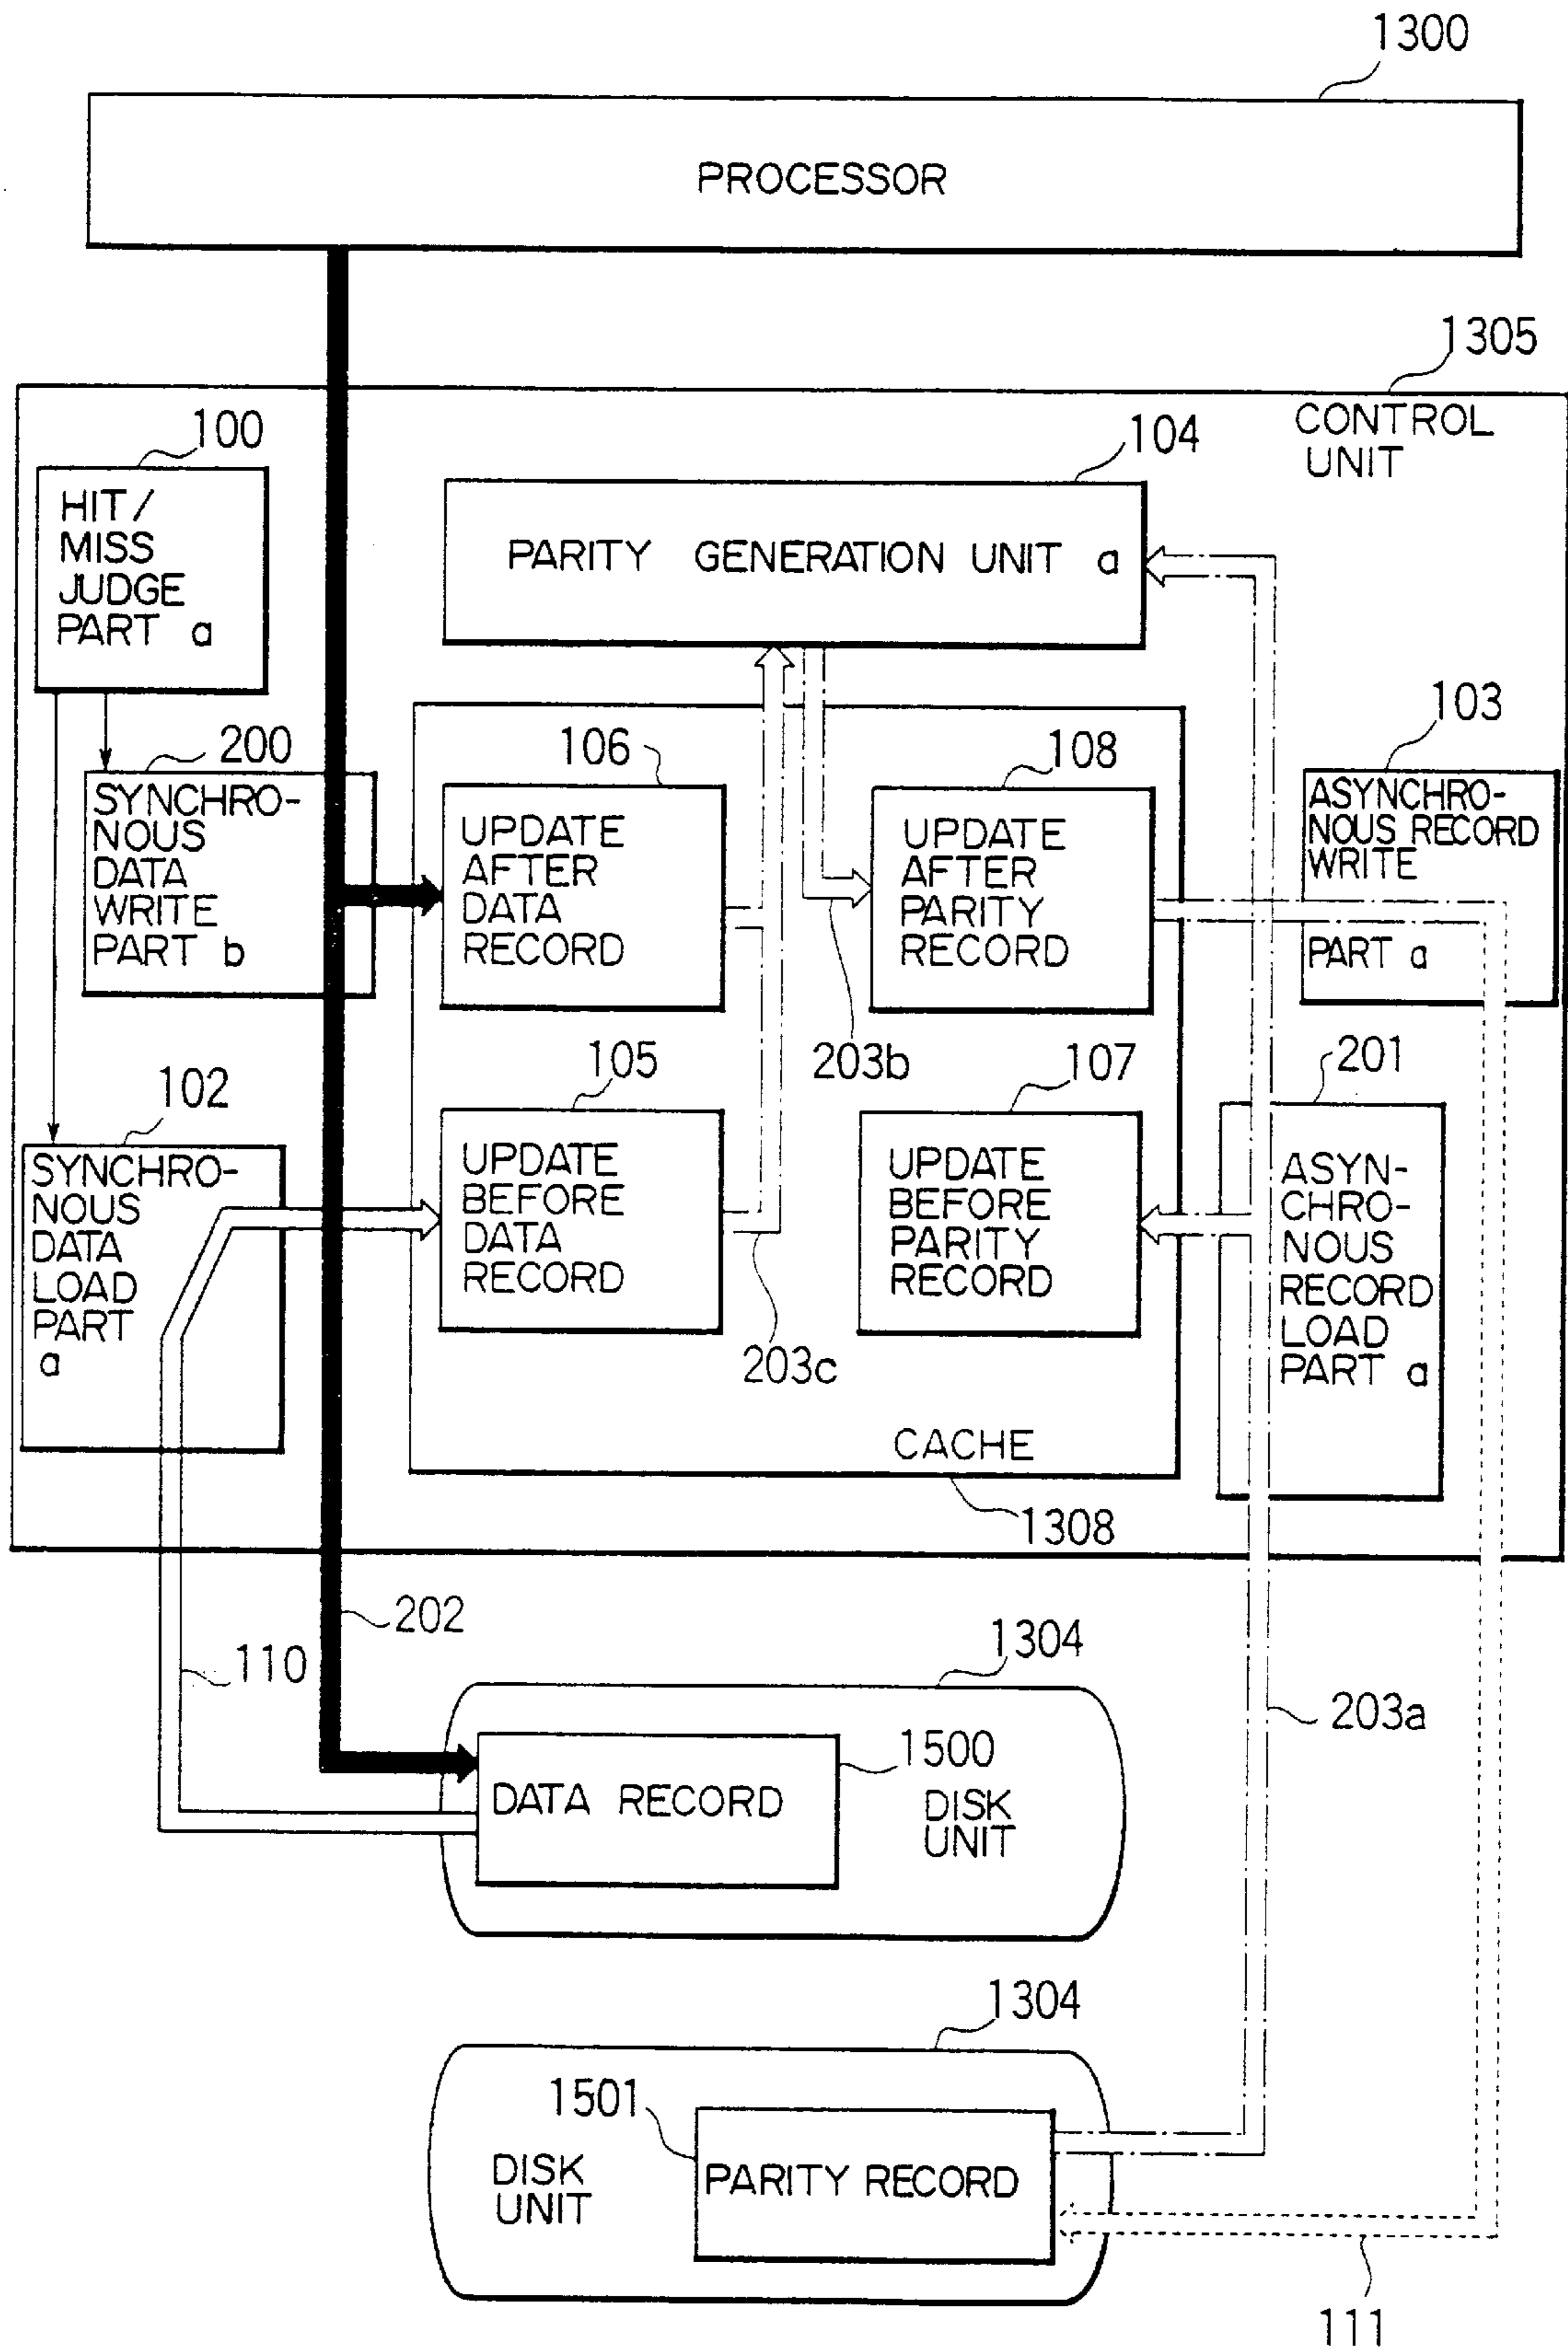 1300
PROCESSOR
1305
CONTROL
UNIT
100
HIT/
MISS
JUDGE
PART a
104
PARITY GENERATION UNIT a
200
SYNCHRO-
NOUS
DATA
WRITE
PART b
106
UPDATE
AFTER
DATA
RECORD
108
UPDATE
AFTER
PARITY
RECORD
103
ASYNCHRO-
NOUS RECORD
WRITE
PART a
203b
102
SYNCHRO-
NOUS
DATA
LOAD
PART
a
105
UPDATE
BEFORE
DATA
RECORD
203c
107
UPDATE
BEFORE
PARITY
RECORD
201
ASYN-
CHRO-
NOUS
RECORD
LOAD
PART a
CACHE
1308
202
110
1304
1500
DATA RECORD
DISK
UNIT
203a
1304
1501
DISK
UNIT
PARITY RECORD
111